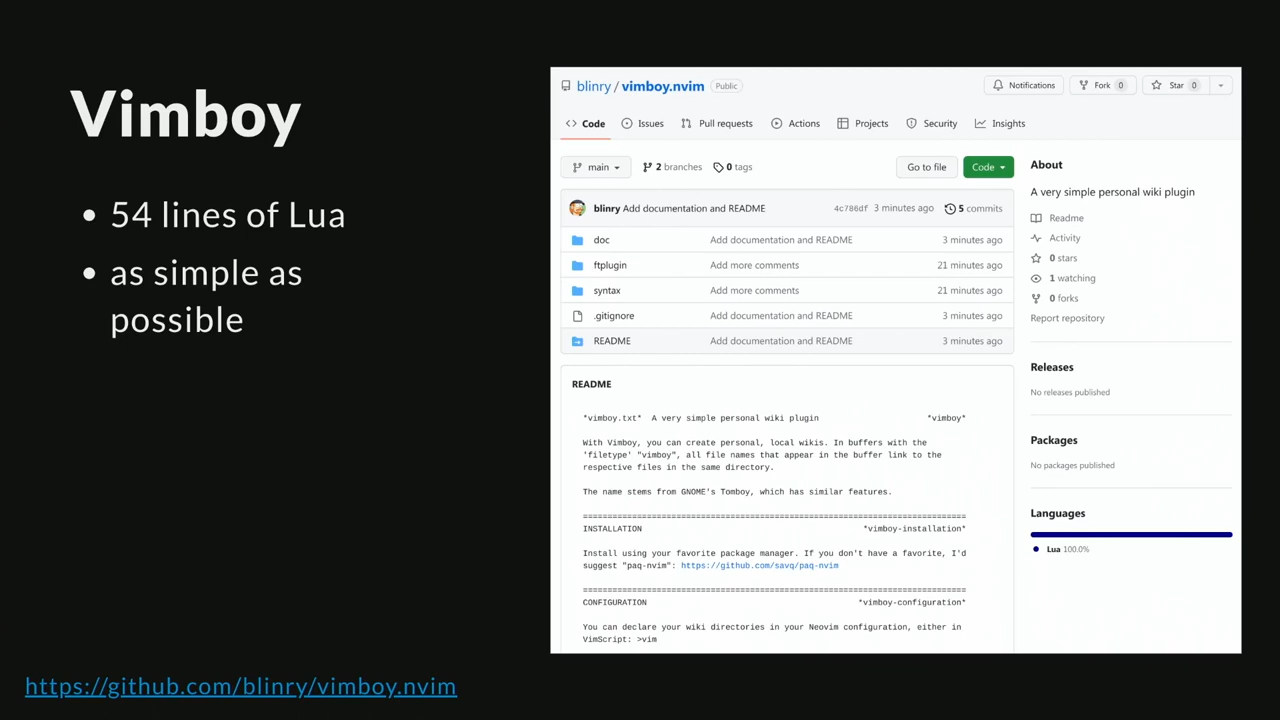 Vimboy
• 54 lines of Lua
• as simple as
possible
https://github.com/blinry/vimboy.nvim
blinry / vimboy.nvim Public
Notifications Fork 0 Star 0
Code Issues Pull requests Actions Projects Security Insights
main 2 branches 0 tags Go to file Code
blinry Add documentation and README 4c786df 3 minutes ago 5 commits
doc Add documentation and README 3 minutes ago
ftplugin Add more comments 21 minutes ago
syntax Add more comments 21 minutes ago
.gitignore Add documentation and README 3 minutes ago
README Add documentation and README 3 minutes ago
README
*vimboy.txt* A very simple personal wiki plugin *vimboy*
With Vimboy, you can create personal, local wikis. In buffers with the
'filetype' "vimboy", all file names that appear in the buffer link to the
respective files in the same directory.
The name stems from GNOME's Tomboy, which has similar features.
==============================================================================
INSTALLATION *vimboy-installation*
Install using your favorite package manager. If you don't have a favorite, I'd
suggest "paq-nvim": https://github.com/savq/paq-nvim
==============================================================================
CONFIGURATION *vimboy-configuration*
You can declare your wiki directories in your Neovim configuration, either in
VimScript: >vim
About
A very simple personal wiki plugin
Readme
Activity
0 stars
1 watching
0 forks
Report repository
Releases
No releases published
Packages
No packages published
Languages
Lua 100.0%